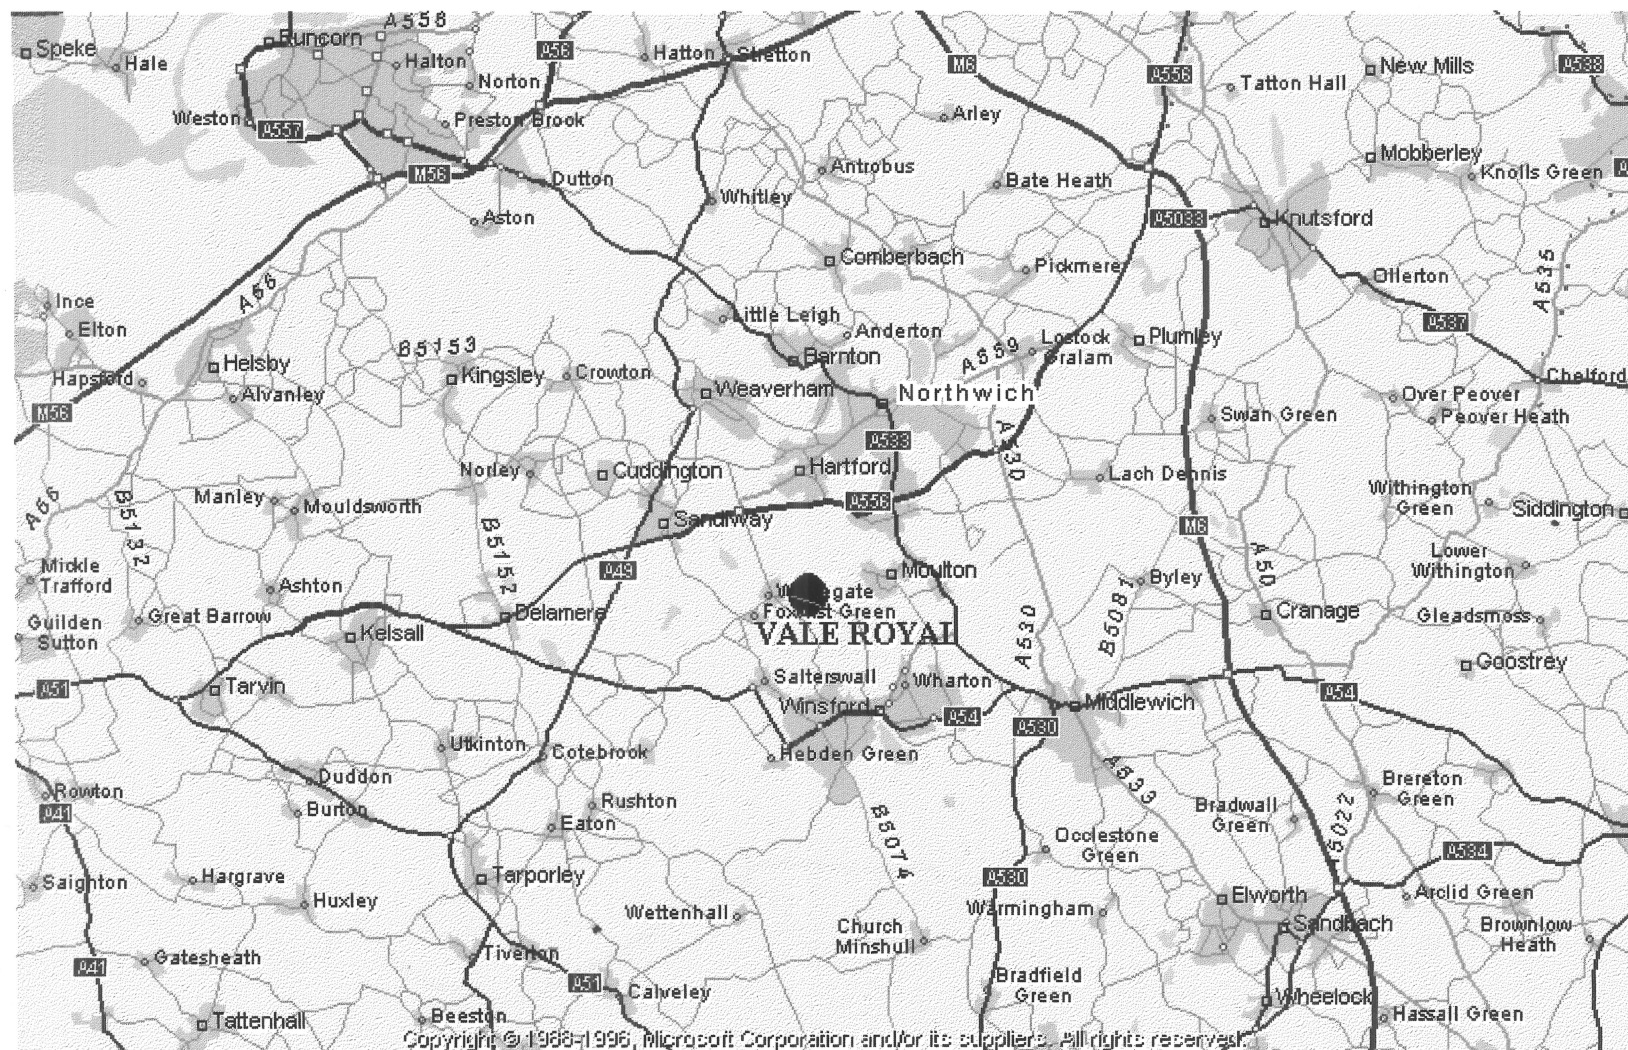 A558
Runcorn
Speke
Hale
Halton
A56
Hatton
Stretton
M6
A556
New Mills
A538
Norton
Tatton Hall
Weston
A557
Preston Brook
Arley
Mobberley
Knolls Green
M56
Dutton
Antrobus
Bate Heath
Whitley
Aston
A5033
Knutsford
Comberbach
Pickmere
Ollerton
A535
A56
Ince
Elton
Little Leigh
Anderton
Lostock
Gralam
Plumley
A537
B5153
Barnton
A559
Helsby
Hapsford
Kingsley
Crowton
Chelford
Alvanley
Weaverham
Northwich
Over Peover
Peover Heath
M56
Swan Green
A533
A530
Norley
Cuddington
Hartford
Lach Dennis
A56
Manley
Mouldsworth
B5132
A556
Withington
Green
Siddington
Sandiway
M6
B5152
Mickle
Trafford
A49
Moulton
Byley
A50
Lower
Withington
Ashton
Great Barrow
Delamere
Foxwist Green
B5081
Cranage
Gleadsmoss
Guilden
Sutton
Kelsall
VALE ROYAL
A530
Goostrey
A51
Tarvin
Salterswall
Wharton
Winsford
A54
A530
Middlewich
A54
Utkinton
Cotebrook
Hebden Green
A533
Duddon
Brereton
Green
Rowton
A41
Burton
Rushton
Eaton
B5074
Bradwall
Green
5022
Occlestone
Green
A534
Saighton
Hargrave
Tarporley
A530
Elworth
Arclid Green
Huxley
Wettenhall
Warmingham
Church
Minshull
Sandbach
Brownlow
Heath
Gatesheath
A41
Tiverton
A51
Calveley
Bradfield
Green
Wheelock
Tattenhall
Beeston
Hassall Green
Copyright © 1988-1996, Microsoft Corporation and/or its suppliers. All rights reserved.